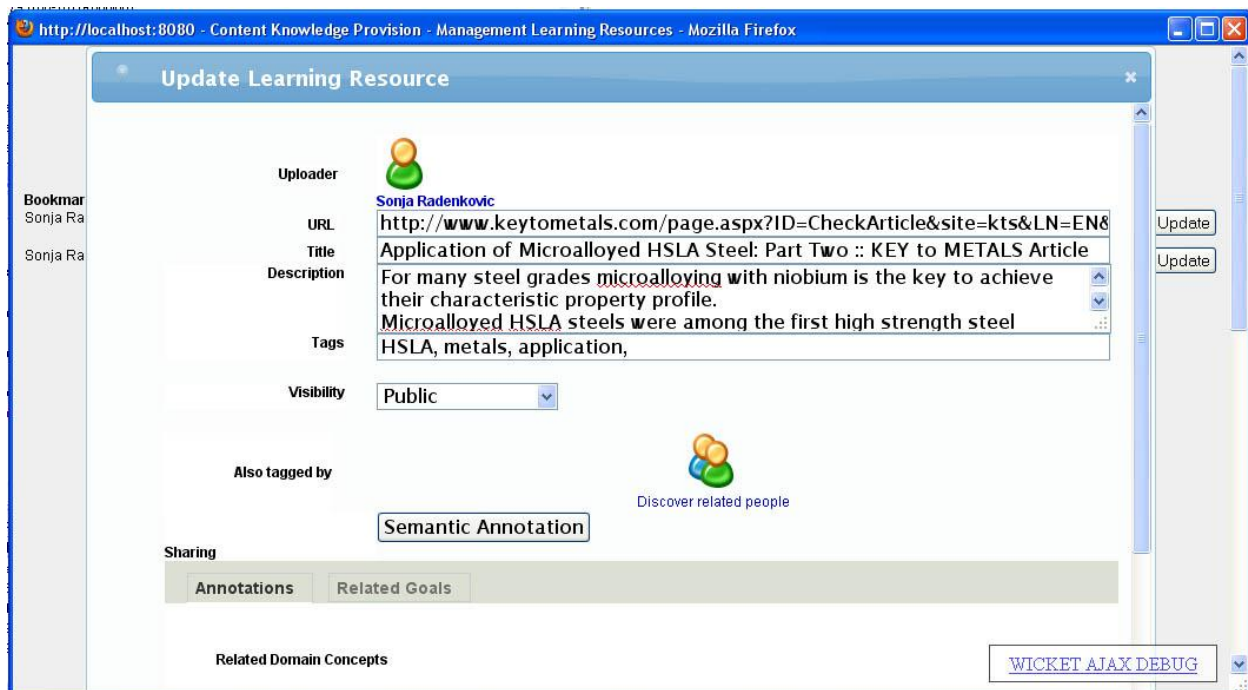 http://localhost:8080 - Content Knowledge Provision - Management Learning Resources - Mozilla Firefox
Update Learning Resource
Uploader
Sonja Radenkovic
Bookmar
Sonja Ra
URL http://www.keytometals.com/page.aspx?ID=CheckArticle&site=kts&LN=EN&
Update
Title Application of Microalloyed HSLA Steel: Part Two :: KEY to METALS Article
Sonja Ra
Update
Description For many steel grades microalloying with niobium is the key to achieve
their characteristic property profile.
Microalloyed HSLA steels were among the first high strength steel
Tags HSLA, metals, application,
Visibility Public
Also tagged by
Discover related people
Semantic Annotation
Sharing
Annotations Related Goals
Related Domain Concepts
WICKET AJAX DEBUG